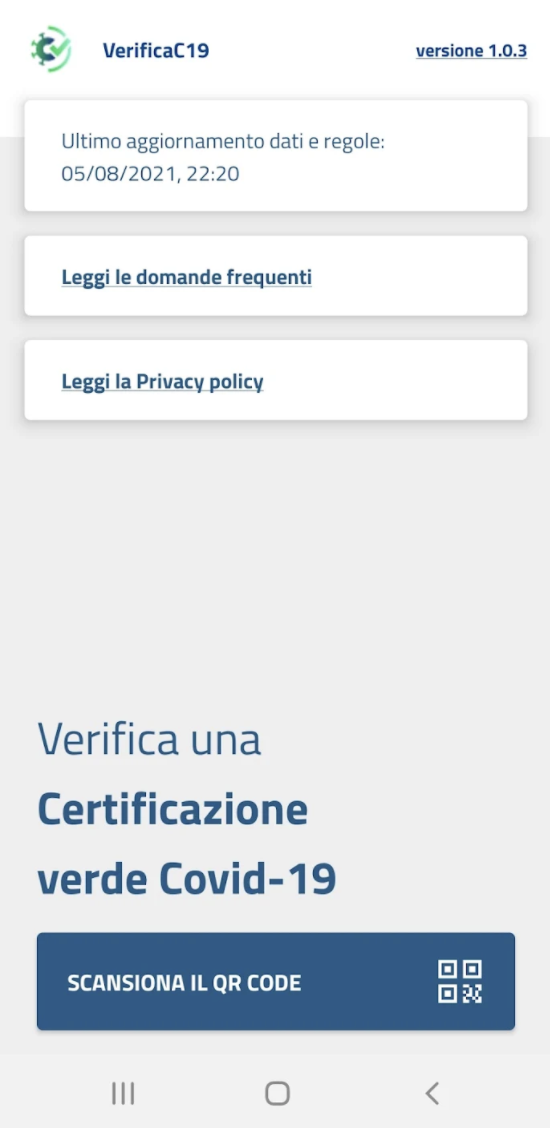 VerificaC19
versione 1.0.3
Ultimo aggiornamento dati e regole:
05/08/2021, 22:20
Leggi le domande frequenti
Leggi la Privacy policy
Verifica una
Certificazione
verde Covid-19
SCANSIONA IL QR CODE